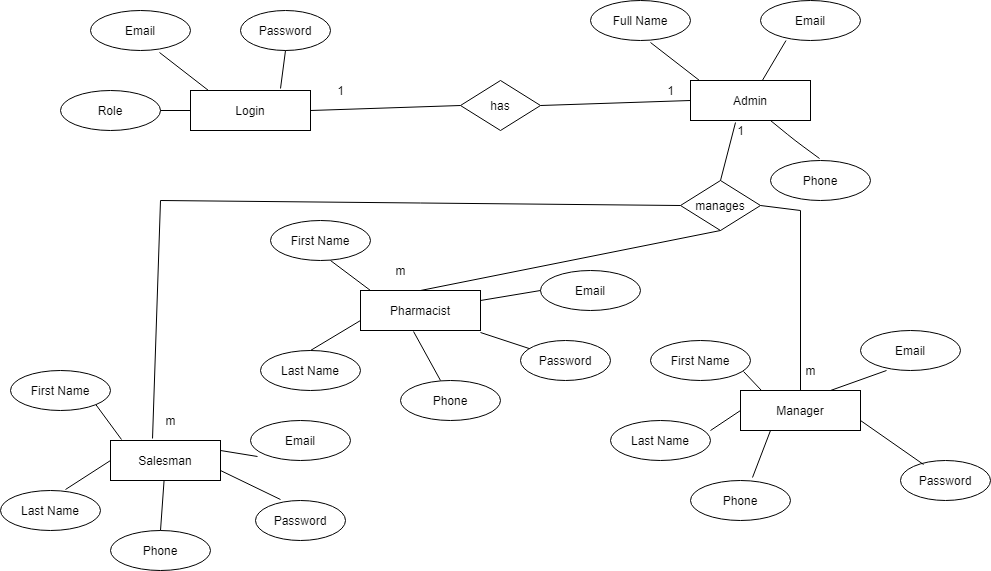 Full Name
Email
Email
Password
1
1
Admin
has
Role
Login
1
Phone
manages
First Name
m
Email
Pharmacist
Email
First Name
Password
Last Name
m
First Name
Phone
Manager
m
Email
Last Name
Salesman
Password
Phone
Last Name
Password
Phone